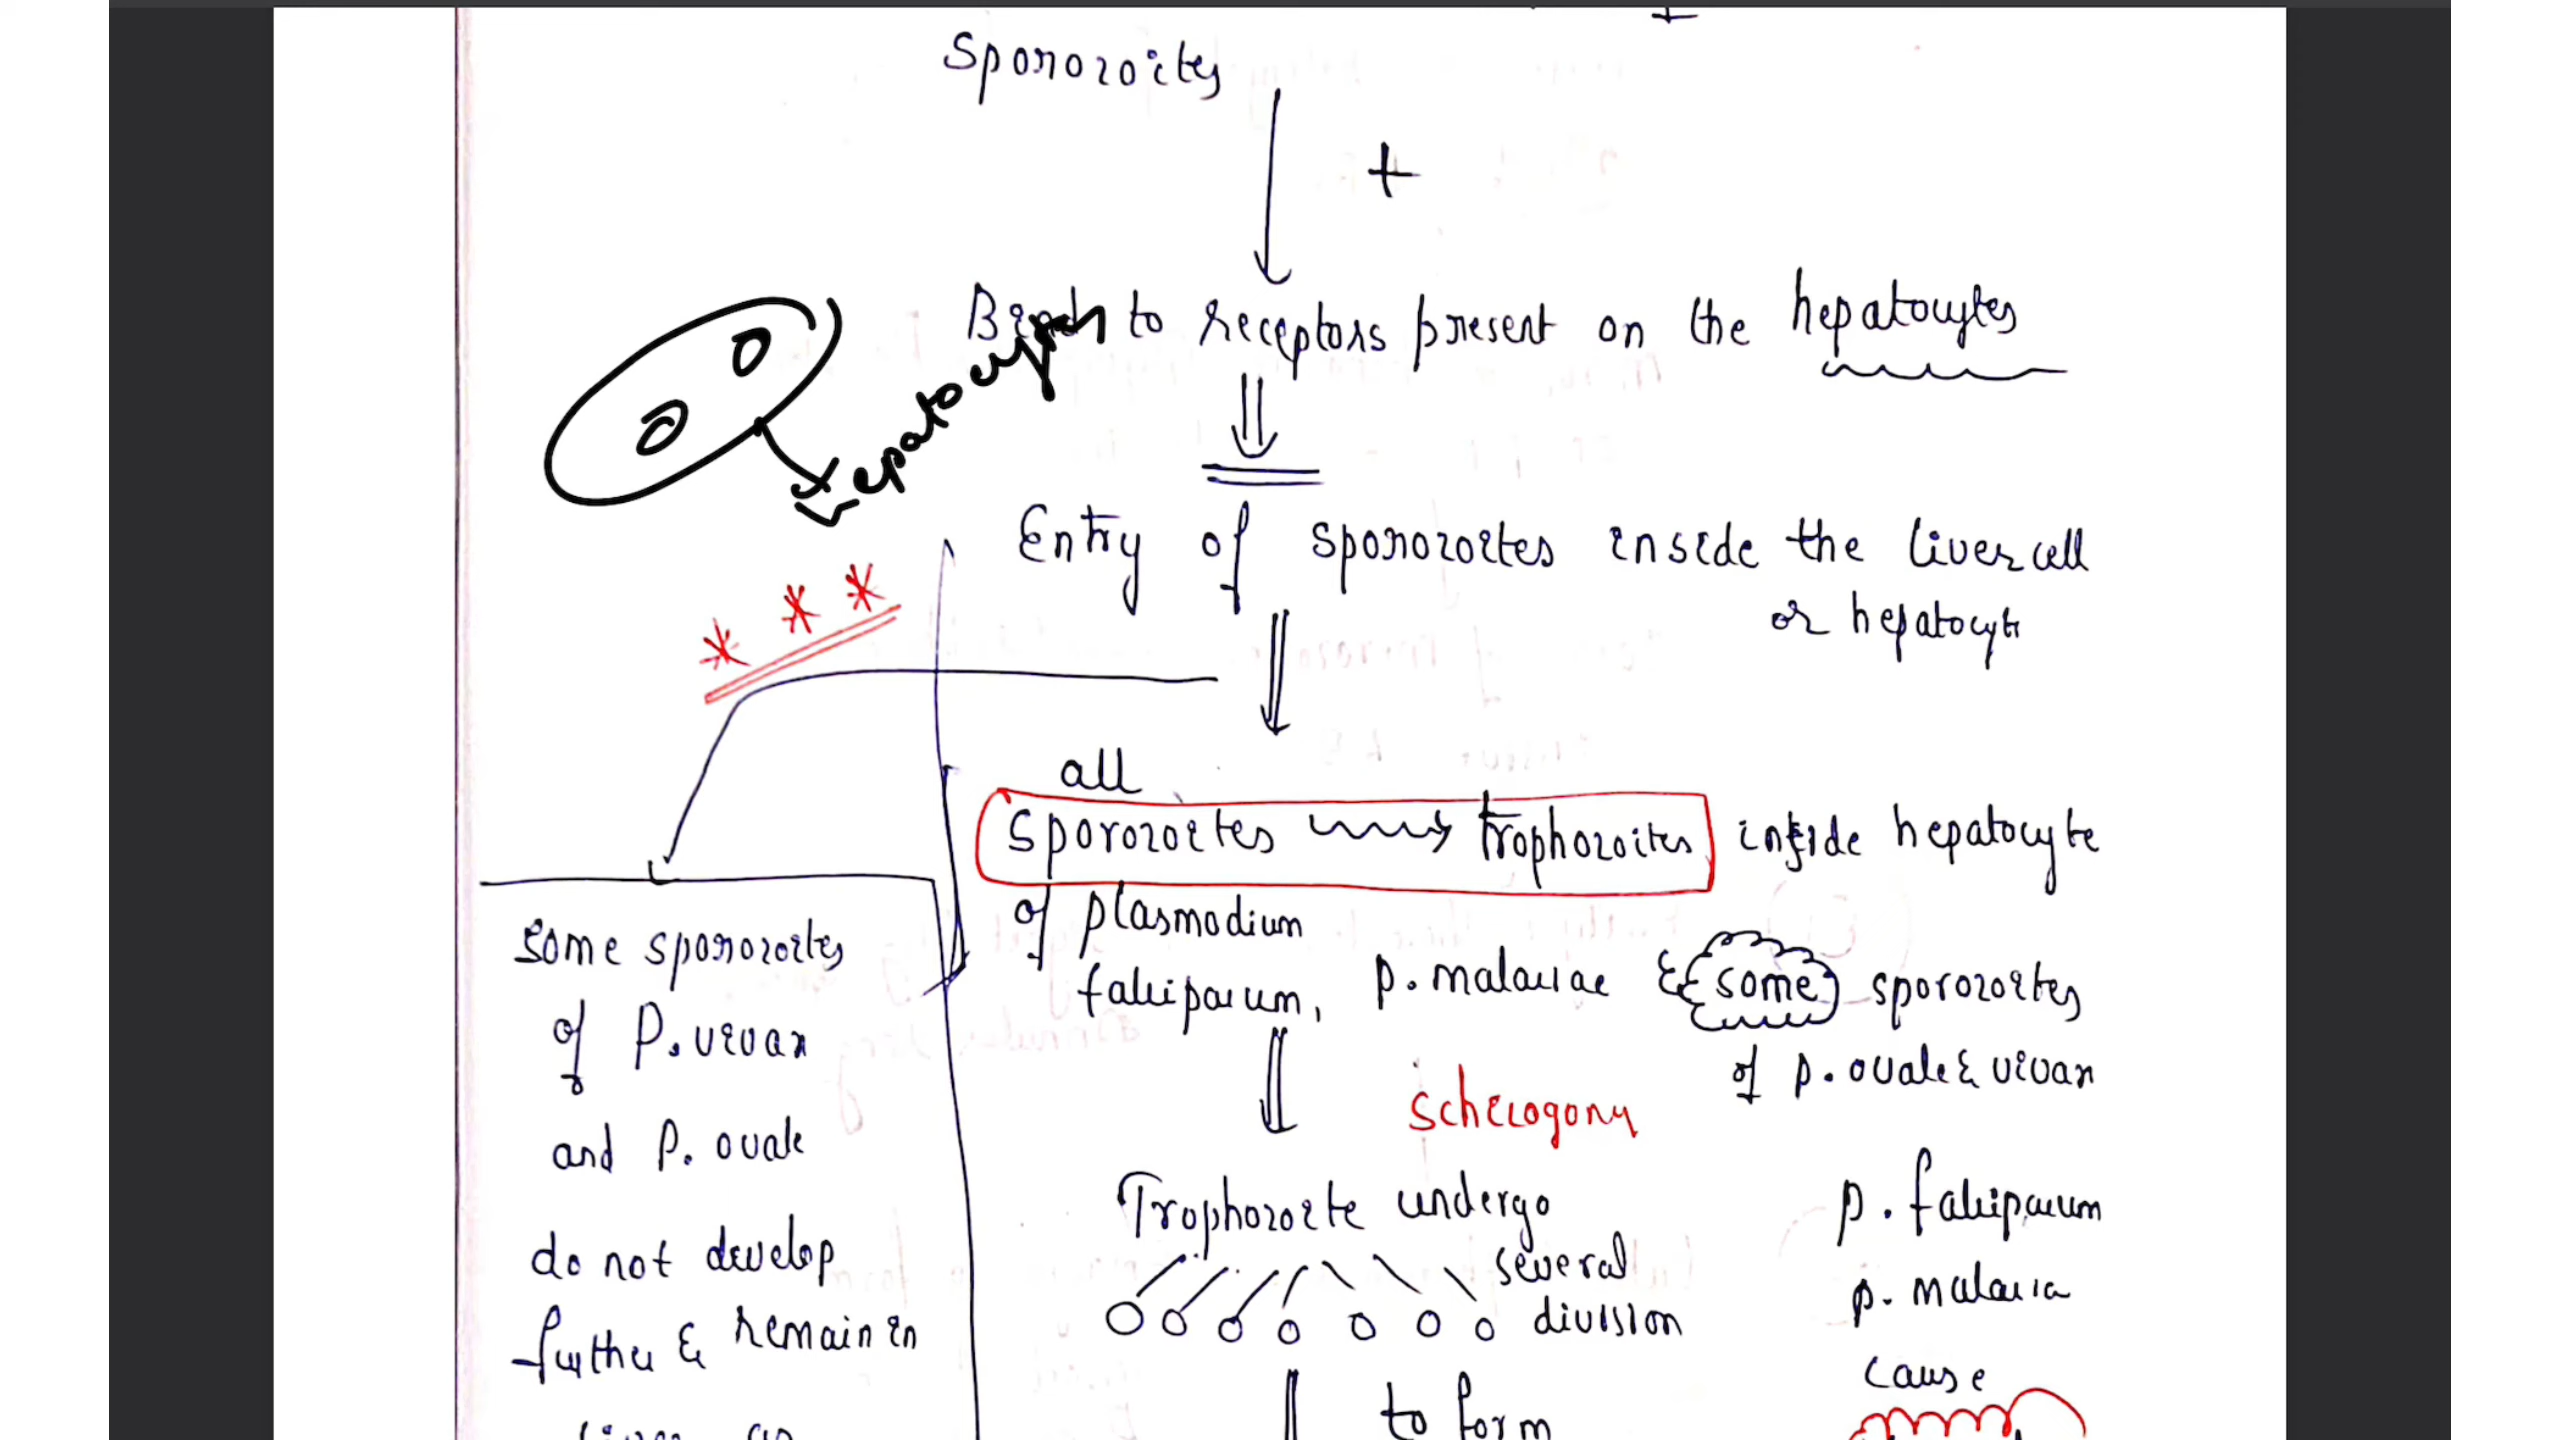 Sporozoites
+
Bind to receptors present on the hepatocytes
Hepatocyte
Entry of sporozoites inside the liver cell
or hepatocyte
* * *
all
Sporozoites → Trophozoites inside hepatocyte
of plasmodium
falciparum, p. malariae & some sporozoites
of p. ovale & vivax
some sporozoites
of P. vivax
and P. ovale
do not develop
further & remain in
Schizogony
Trophozoite undergo
several
division
to form
p. falciparum
p. malaria
cause